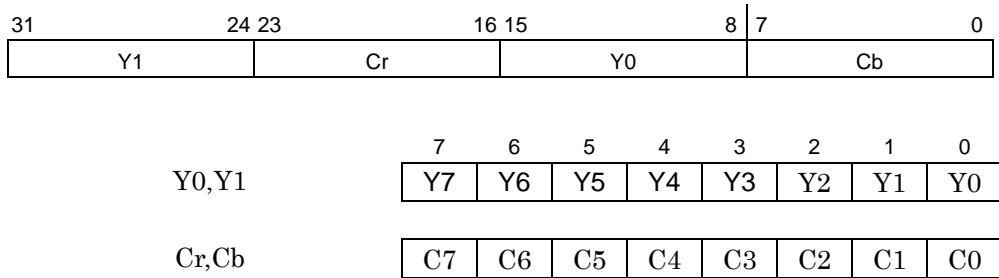 31 24 23 16 15 8 7 0
Y1 Cr Y0 Cb
7 6 5 4 3 2 1 0
Y0,Y1 Y7 Y6 Y5 Y4 Y3 Y2 Y1 Y0
Cr,Cb C7 C6 C5 C4 C3 C2 C1 C0